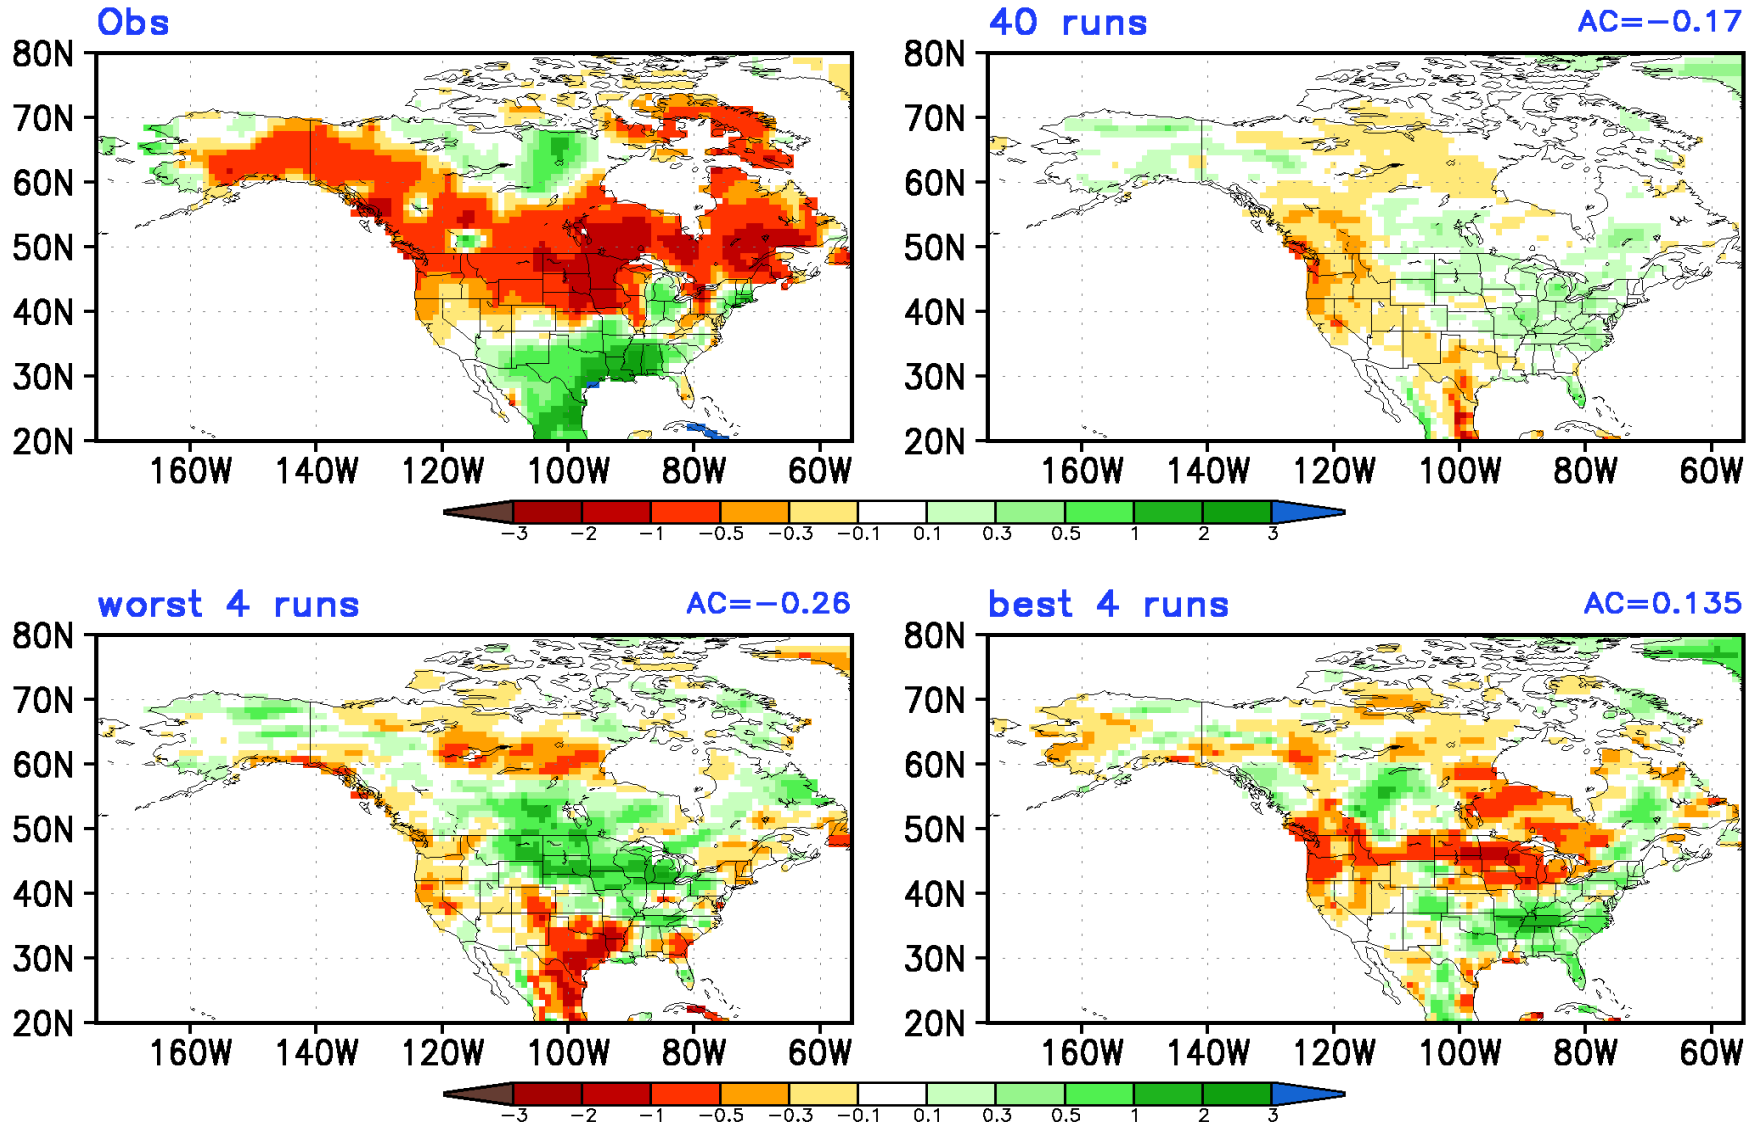 Obs
80N
70N
60N
50N
40N
30N
20N
160W 140W 120W 100W 80W 60W
40 runs AC=−0.17
80N
70N
60N
50N
40N
30N
20N
160W 140W 120W 100W 80W 60W
−3 −2 −1 −0.5 −0.3 −0.1 0.1 0.3 0.5 1 2 3
worst 4 runs AC=−0.26
80N
70N
60N
50N
40N
30N
20N
160W 140W 120W 100W 80W 60W
best 4 runs AC=0.135
80N
70N
60N
50N
40N
30N
20N
160W 140W 120W 100W 80W 60W
−3 −2 −1 −0.5 −0.3 −0.1 0.1 0.3 0.5 1 2 3